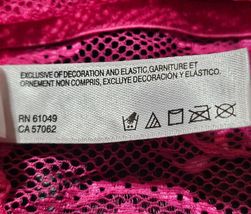 EXCLUSIVE OF DECORATION AND ELASTIC, GARNITURE ET
ORNEMENT NON COMPRIS, EXCLUYE DECORACIÓN Y ELÁSTICO.
RN 61049
CA 57062